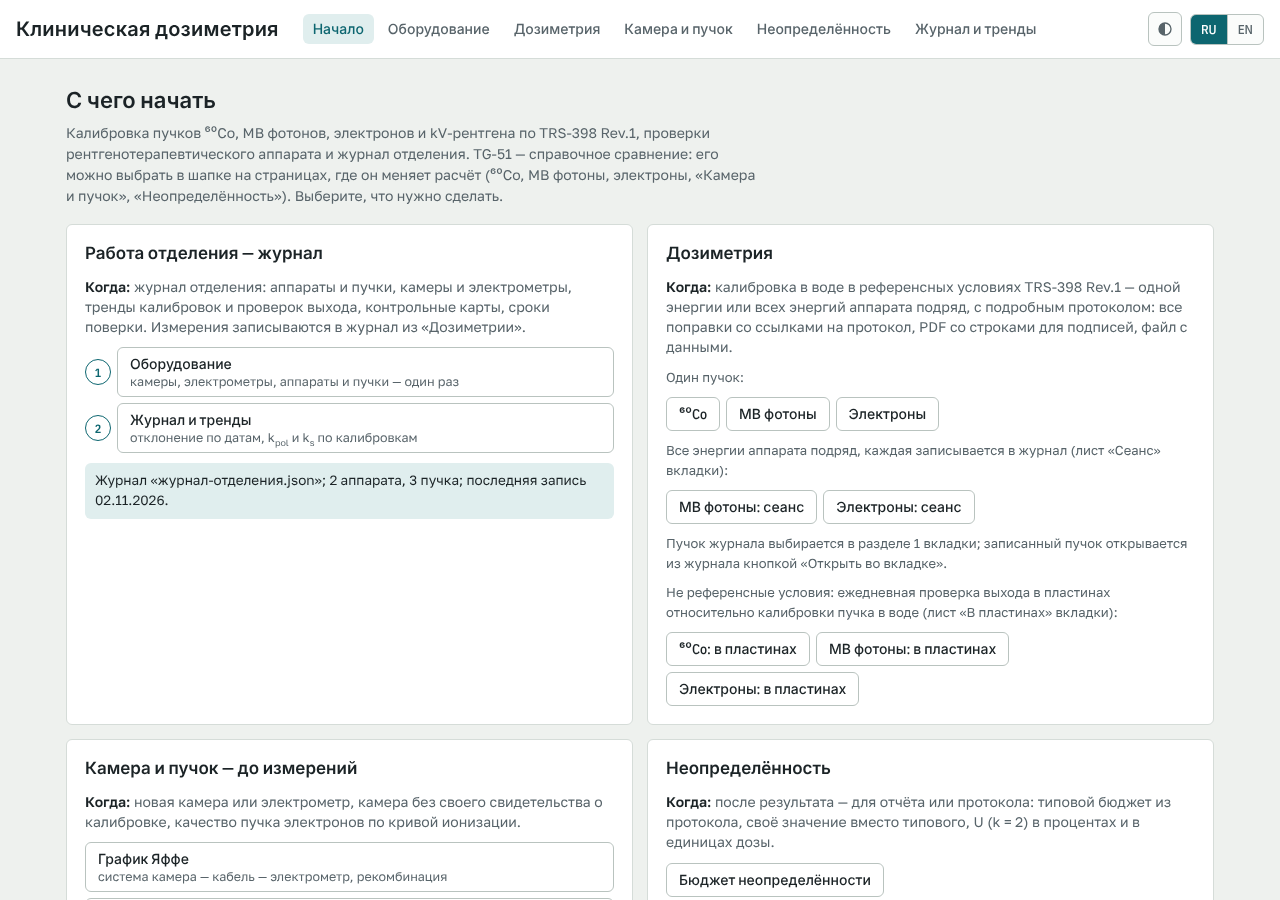 Клиническая дозиметрия
Начало
Оборудование
Дозиметрия
Камера и пучок
Неопределённость
Журнал и тренды
RU
EN
С чего начать
Калибровка пучков ⁶⁰Co, МВ фотонов, электронов и kV-рентгена по TRS-398 Rev.1, проверки
рентгенотерапевтического аппарата и журнал отделения. TG-51 — справочное сравнение: его
можно выбрать в шапке на страницах, где он меняет расчёт (⁶⁰Co, МВ фотоны, электроны, «Камера
и пучок», «Неопределённость»). Выберите, что нужно сделать.
Работа отделения — журнал
Когда: журнал отделения: аппараты и пучки, камеры и электрометры,
тренды калибровок и проверок выхода, контрольные карты, сроки
поверки. Измерения записываются в журнал из «Дозиметрии».
1
Оборудование
камеры, электрометры, аппараты и пучки — один раз
2
Журнал и тренды
отклонение по датам, kpol и ks по калибровкам
Журнал «журнал-отделения.json»; 2 аппарата, 3 пучка; последняя запись
02.11.2026.
Дозиметрия
Когда: калибровка в воде в референсных условиях TRS-398 Rev.1 — одной
энергии или всех энергий аппарата подряд, с подробным протоколом: все
поправки со ссылками на протокол, PDF со строками для подписей, файл с
данными.
Один пучок:
⁶⁰Co
МВ фотоны
Электроны
Все энергии аппарата подряд, каждая записывается в журнал (лист «Сеанс»
вкладки):
МВ фотоны: сеанс
Электроны: сеанс
Пучок журнала выбирается в разделе 1 вкладки; записанный пучок открывается
из журнала кнопкой «Открыть во вкладке».
Не референсные условия: ежедневная проверка выхода в пластинах
относительно калибровки пучка в воде (лист «В пластинах» вкладки):
⁶⁰Co: в пластинах
МВ фотоны: в пластинах
Электроны: в пластинах
Камера и пучок — до измерений
Когда: новая камера или электрометр, камера без своего свидетельства о
калибровке, качество пучка электронов по кривой ионизации.
График Яффе
система камера — кабель — электрометр, рекомбинация
Неопределённость
Когда: после результата — для отчёта или протокола: типовой бюджет из
протокола, своё значение вместо типового, U (k = 2) в процентах и в
единицах дозы.
Бюджет неопределённости